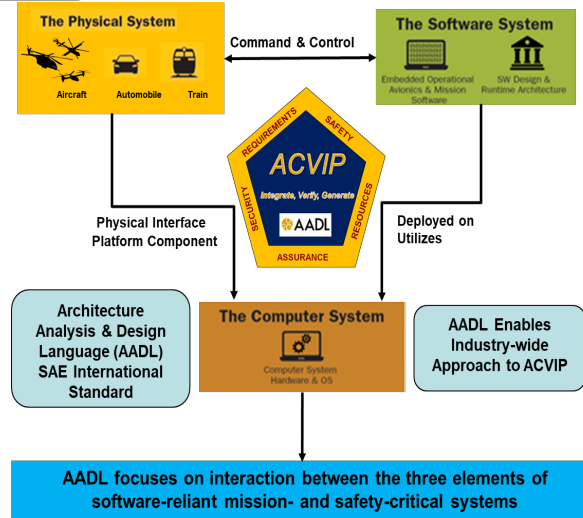 The Physical System
Aircraft
Automobile
Train
Command & Control
The Software System
Embedded Operational
Avionics & Mission
Software
SW Design &
Runtime Architecture
REQUIREMENTS
SAFETY
SECURITY
RESOURCES
ASSURANCE
ACVIP
Integrate, Verify, Generate
AADL
Physical Interface
Platform Component
Deployed on
Utilizes
The Computer System
Computer System
Hardware & OS
Architecture
Analysis & Design
Language (AADL)
SAE International
Standard
AADL Enables
Industry-wide
Approach to ACVIP
AADL focuses on interaction between the three elements of
software-reliant mission- and safety-critical systems